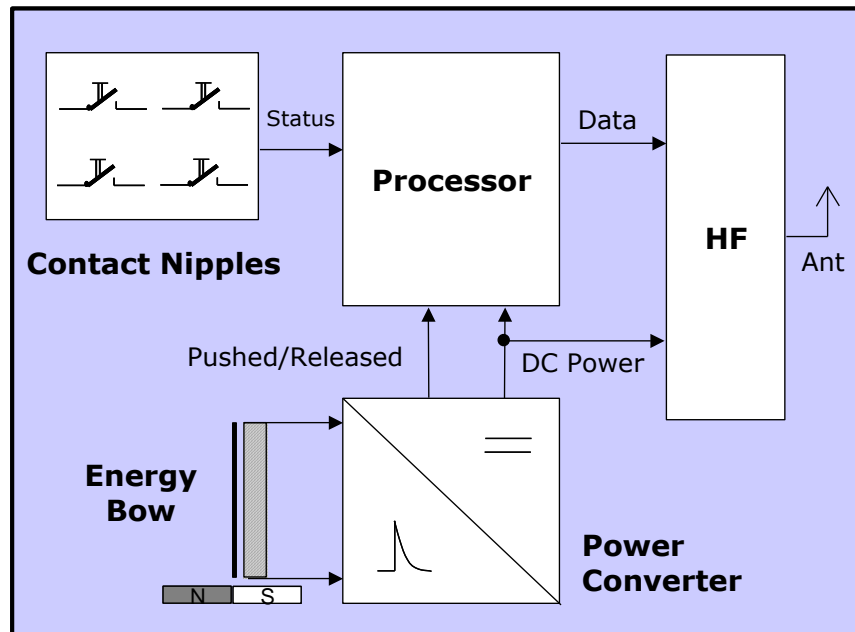 Status
Data
Processor
HF
Contact Nipples
Ant
Pushed/Released
DC Power
Energy
Bow
Power
Converter
N S